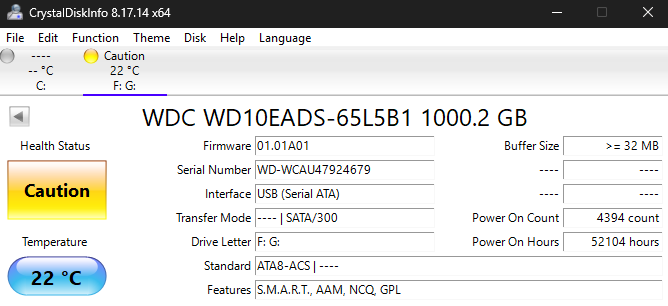 CrystalDiskInfo 8.17.14 x64
File Edit Function Theme Disk Help Language
---- Caution
-- °C 22 °C
C: F: G:
WDC WD10EADS-65L5B1 1000.2 GB
Health Status Firmware 01.01A01 Buffer Size >= 32 MB
Serial Number WD-WCAU47924679 ---- ----
Caution Interface USB (Serial ATA) ---- ----
Transfer Mode ---- | SATA/300 Power On Count 4394 count
Temperature Drive Letter F: G: Power On Hours 52104 hours
22 °C Standard ATA8-ACS | ----
Features S.M.A.R.T., AAM, NCQ, GPL